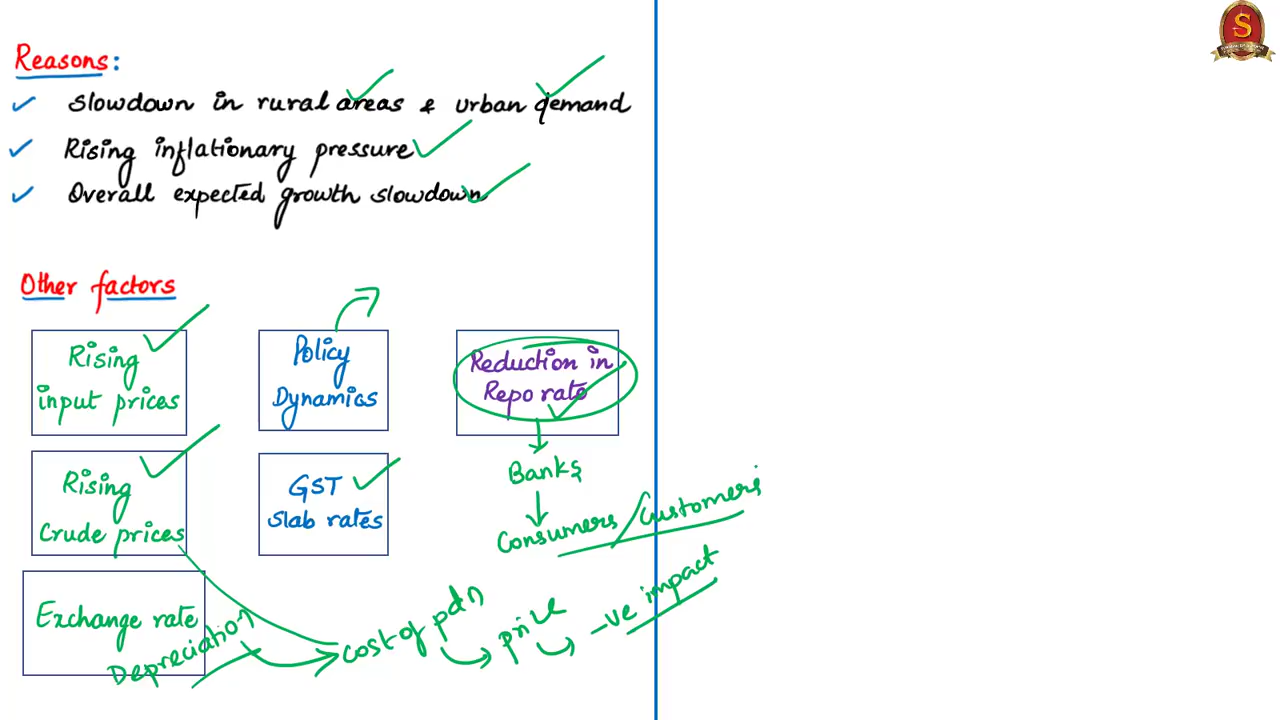 Reasons:
Slowdown in rural areas & urban demand
Rising inflationary pressure
Overall expected growth slowdown
Other factors
Rising
input prices
Policy
Dynamics
Reduction in
Repo rate
Rising
Crude prices
GST
Slab rates
Banks
Consumers / Customers
Exchange rate
Depreciation
cost of pdn
price
-ve impact
S